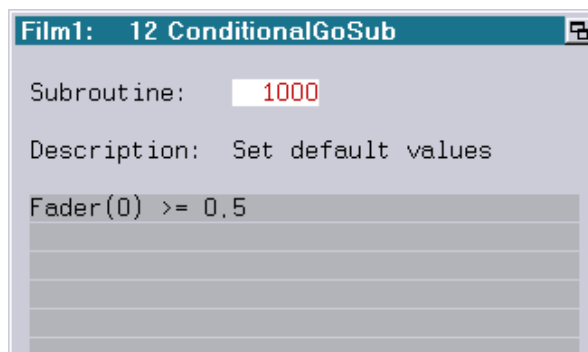 Film1: 12 ConditionalGoSub
Subroutine: 1000
Description: Set default values
Fader(0) >= 0.5